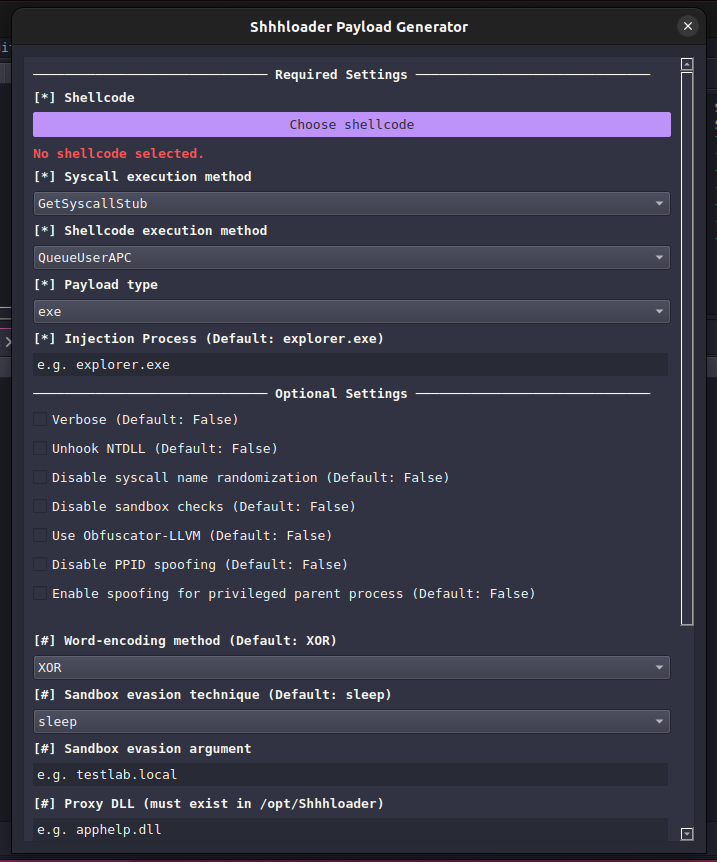 Shhhloader Payload Generator
Required Settings
[*] Shellcode
Choose shellcode
No shellcode selected.
[*] Syscall execution method
GetSyscallStub
[*] Shellcode execution method
QueueUserAPC
[*] Payload type
exe
[*] Injection Process (Default: explorer.exe)
e.g. explorer.exe
Optional Settings
Verbose (Default: False)
Unhook NTDLL (Default: False)
Disable syscall name randomization (Default: False)
Disable sandbox checks (Default: False)
Use Obfuscator-LLVM (Default: False)
Disable PPID spoofing (Default: False)
Enable spoofing for privileged parent process (Default: False)
[#] Word-encoding method (Default: XOR)
XOR
[#] Sandbox evasion technique (Default: sleep)
sleep
[#] Sandbox evasion argument
e.g. testlab.local
[#] Proxy DLL (must exist in /opt/Shhhloader)
e.g. apphelp.dll